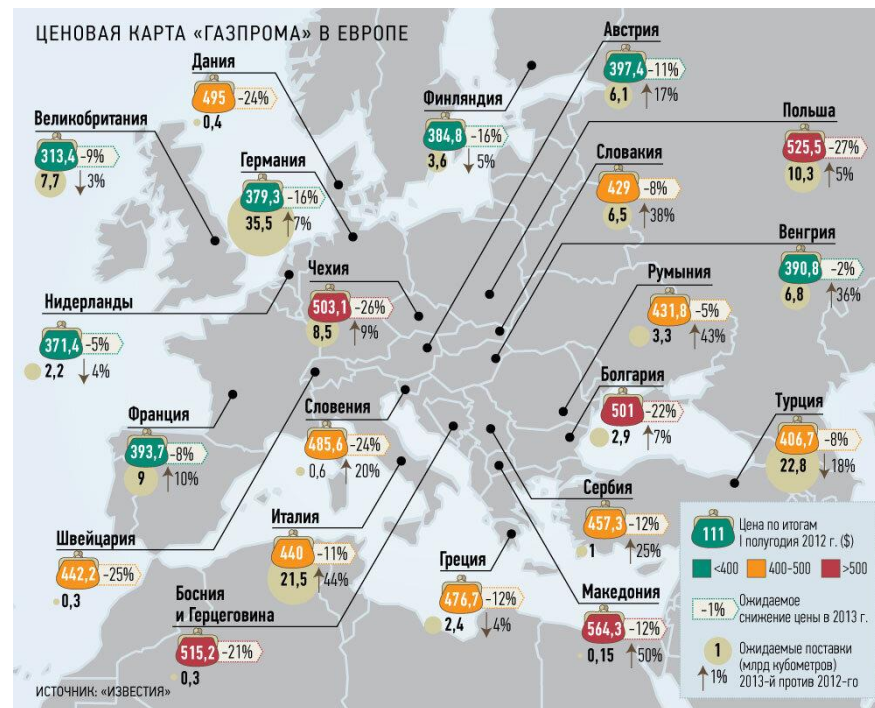 ЦЕНОВАЯ КАРТА «ГАЗПРОМА» В ЕВРОПЕ
Австрия
397,4 -11%
6,1 17%
Дания
495 -24%
0,4
Финляндия
384,8 -16%
3,6 5%
Польша
525,5 -27%
10,3 5%
Великобритания
313,4 -9%
7,7 3%
Германия
379,3 -16%
35,5 7%
Словакия
429 -8%
6,5 38%
Венгрия
390,8 -2%
6,8 36%
Чехия
503,1 -26%
8,5 9%
Румыния
431,8 -5%
3,3 43%
Нидерланды
371,4 -5%
2,2 4%
Болгария
501 -22%
2,9 7%
Турция
406,7 -8%
22,8 18%
Франция
393,7 -8%
9 10%
Словения
485,6 -24%
0,6 20%
Сербия
457,3 -12%
1 25%
Италия
440 -11%
21,5 44%
Швейцария
442,2 -25%
0,3
Греция
476,7 -12%
2,4 4%
Македония
564,3 -12%
0,15 50%
Босния
и Герцеговина
515,2 -21%
0,3
111 Цена по итогам
I полугодия 2012 г. ($)
<400 400-500 >500
-1% Ожидаемое
снижение цены в 2013 г.
1 Ожидаемые поставки
(млрд кубометров)
1% 2013-й против 2012-го
ИСТОЧНИК: «ИЗВЕСТИЯ»